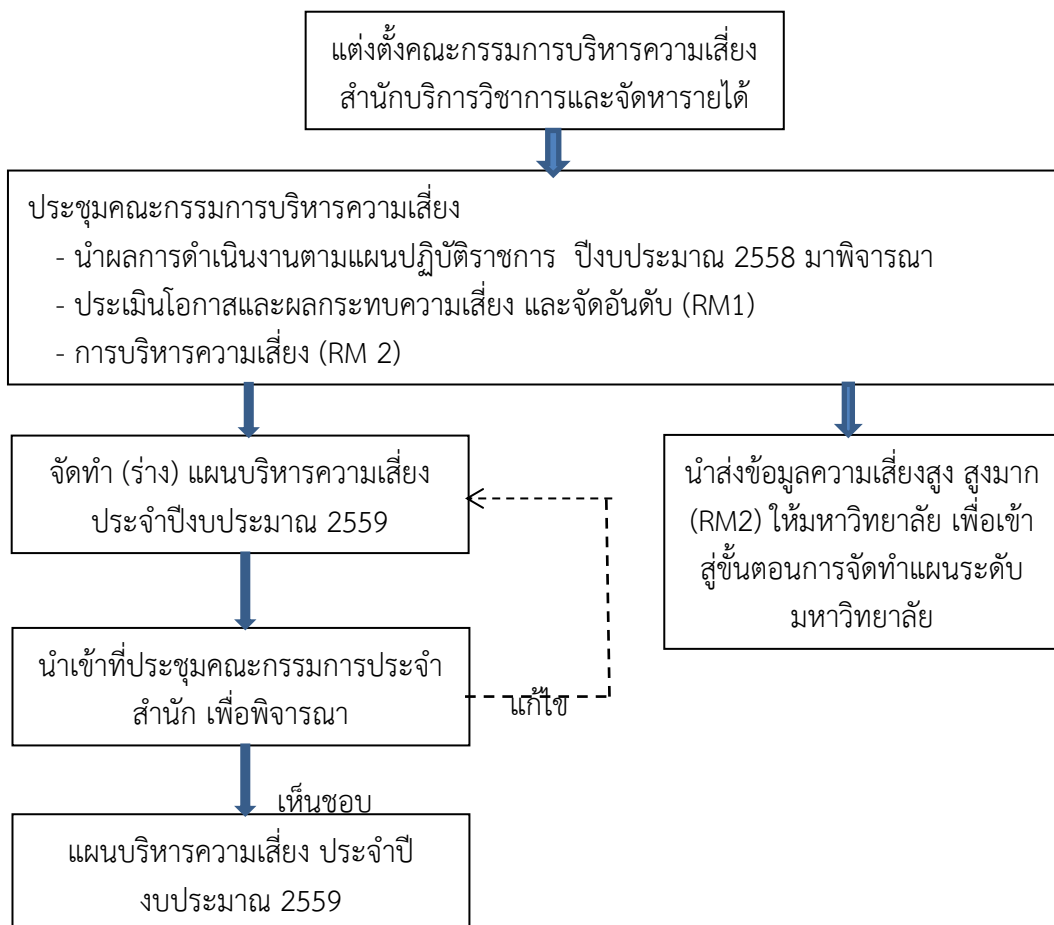 แต่งตั้งคณะกรรมการบริหารความเสี่ยง
สำนักบริการวิชาการและจัดหารายได้
ประชุมคณะกรรมการบริหารความเสี่ยง
- นำผลการดำเนินงานตามแผนปฏิบัติราชการ ปีงบประมาณ 2558 มาพิจารณา
- ประเมินโอกาสและผลกระทบความเสี่ยง และจัดอันดับ (RM1)
- การบริหารความเสี่ยง (RM 2)
จัดทำ (ร่าง) แผนบริหารความเสี่ยง
ประจำปีงบประมาณ 2559
นำส่งข้อมูลความเสี่ยงสูง สูงมาก
(RM2) ให้มหาวิทยาลัย เพื่อเข้า
สู่ขั้นตอนการจัดทำแผนระดับ
มหาวิทยาลัย
นำเข้าที่ประชุมคณะกรรมการประจำ
สำนัก เพื่อพิจารณา
แก้ไข
เห็นชอบ
แผนบริหารความเสี่ยง ประจำปี
งบประมาณ 2559